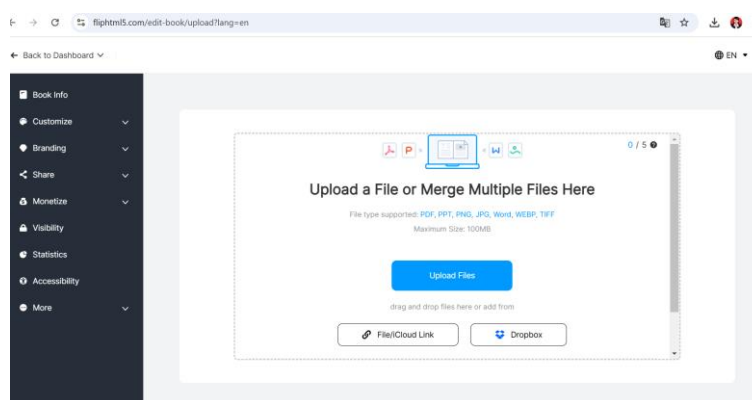 fliphtml5.com/edit-book/upload?lang=en
Back to Dashboard
EN
Book Info
Customize
Branding
Share
Monetize
Visibility
Statistics
Accessibility
More
0 / 5
Upload a File or Merge Multiple Files Here
File type supported: PDF, PPT, PNG, JPG, Word, WEBP, TIFF
Maximum Size: 100MB
Upload Files
drag and drop files here or add from
File/iCloud Link
Dropbox